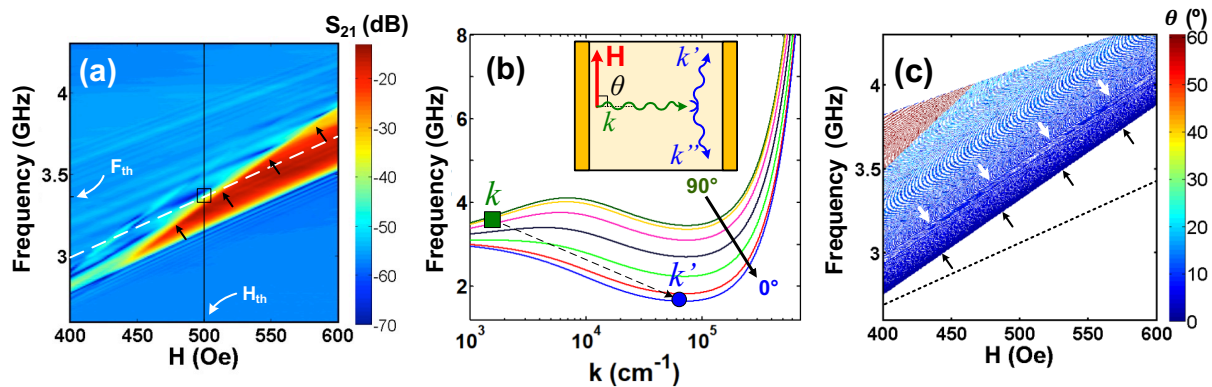 (a)
S21 (dB)
Frequency (GHz)
4
3.5
3
Fth
Hth
400
450
500
550
600
H (Oe)
-20
-30
-40
-50
-60
-70
(b)
Frequency (GHz)
8
6
4
2
H
θ
k
k'
k''
90°
k
k'
0°
10³
10⁴
10⁵
k (cm⁻¹)
(c)
θ (º)
Frequency (GHz)
4
3.5
3
400
450
500
550
600
H (Oe)
60
50
40
30
20
10
0